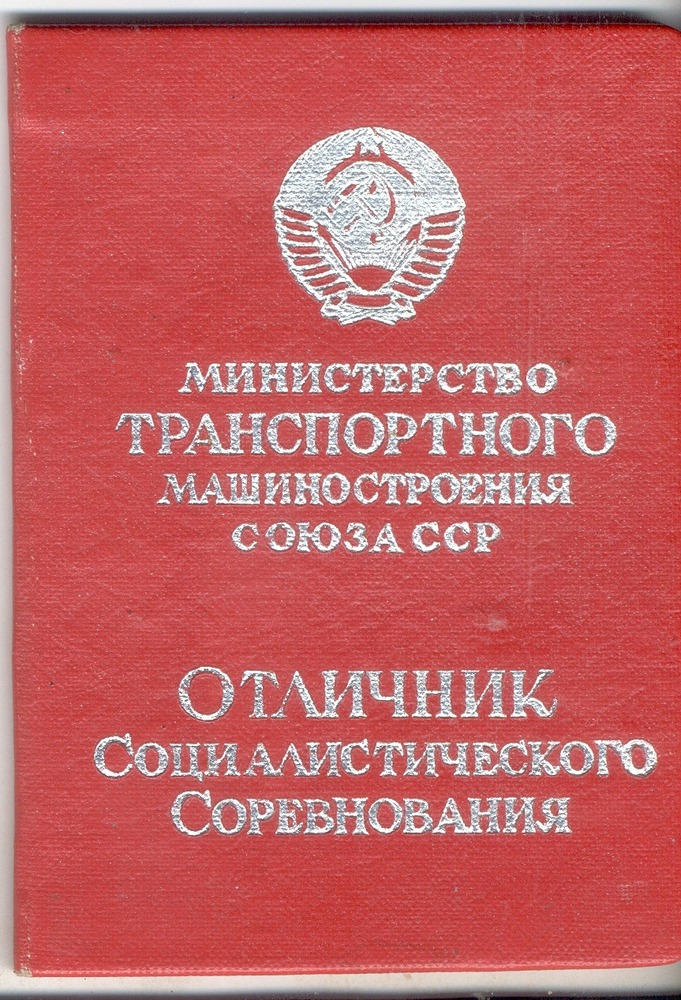 МИНИСТЕРСТВО
ТРАНСПОРТНОГО
МАШИНОСТРОЕНИЯ
СОЮЗА ССР
ОТЛИЧНИК
СОЦИАЛИСТИЧЕСКОГО
СОРЕВНОВАНИЯ